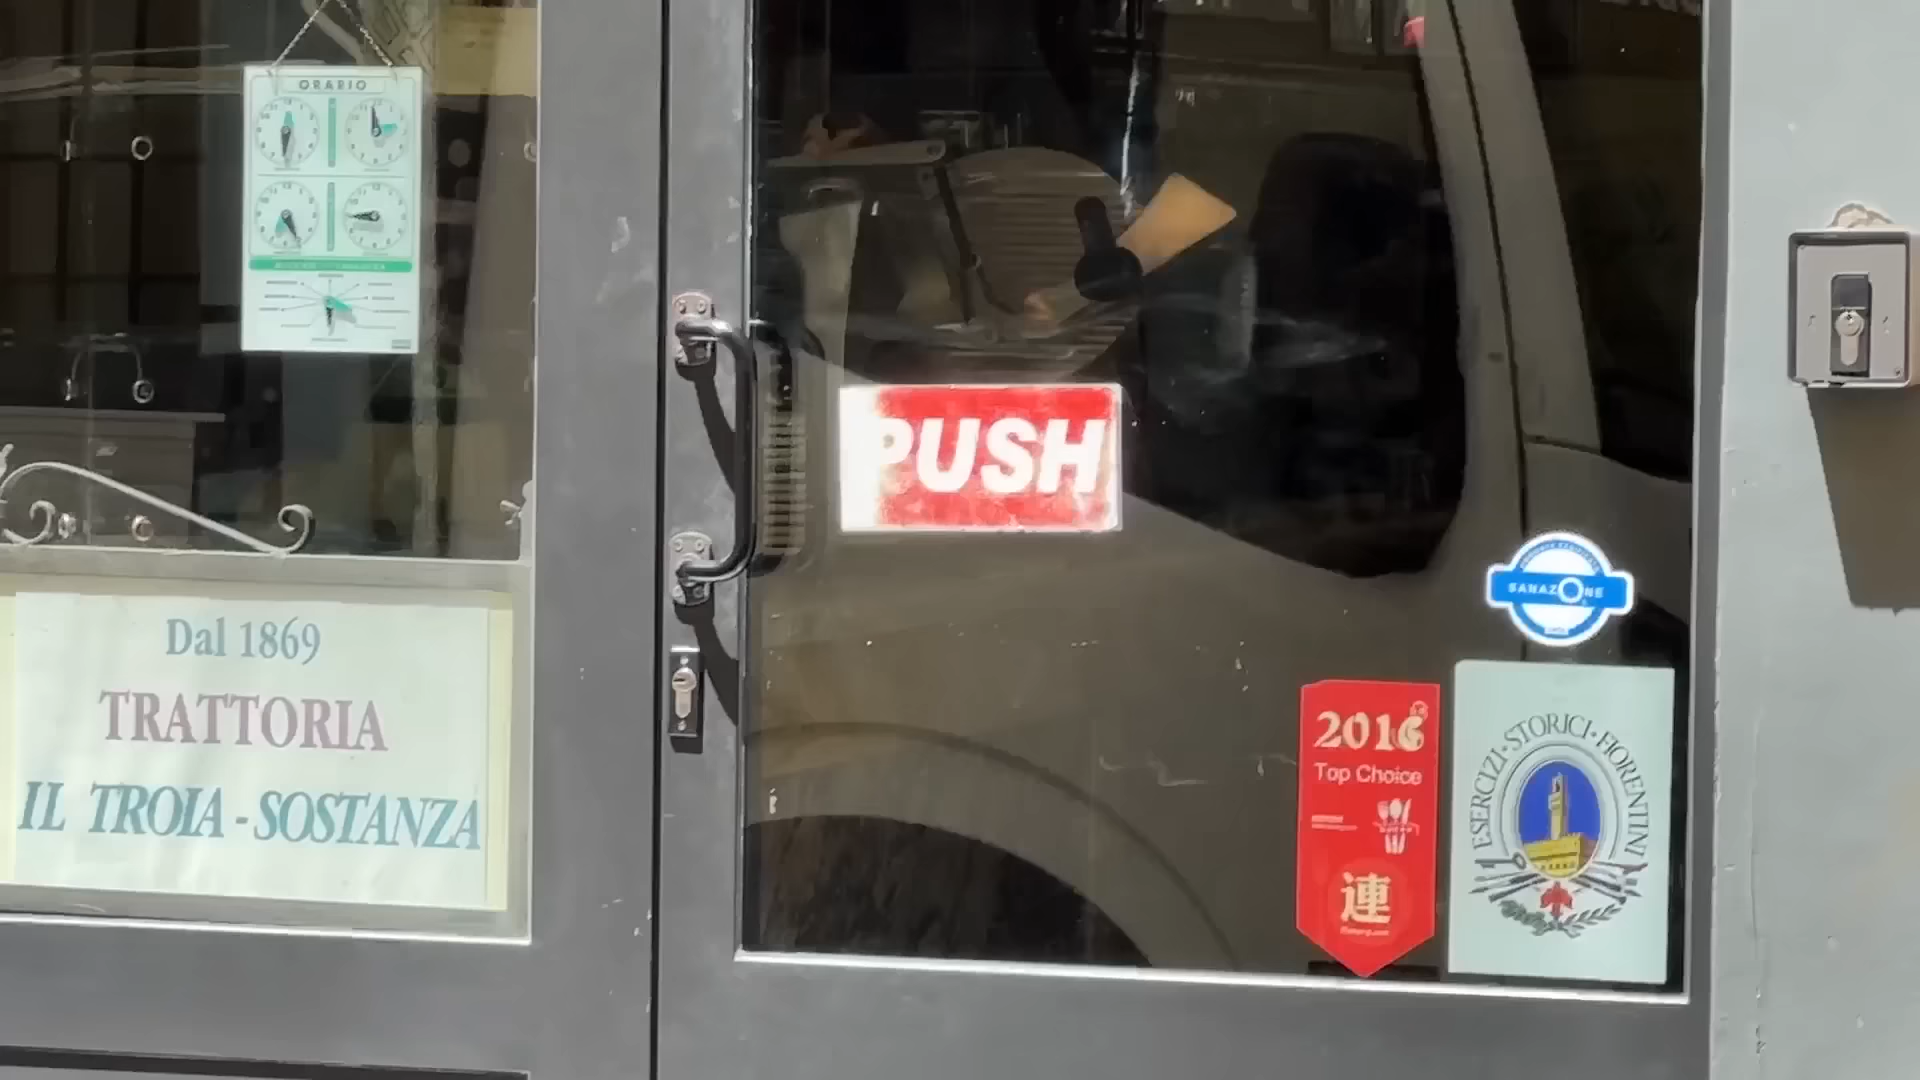 ORARIO
PUSH
Dal 1869
TRATTORIA
IL TROIA - SOSTANZA
SANAZONE
2016
Top Choice
連
ESERCIZI · STORICI · FIORENTINI